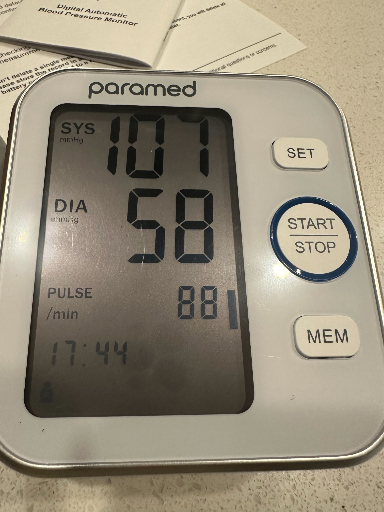 Digital Automatic
Blood Pressure Monitor
paramed
SYS
mmHg
107
SET
DIA
mmHg
58
START
STOP
PULSE
/min
88
MEM
17:44